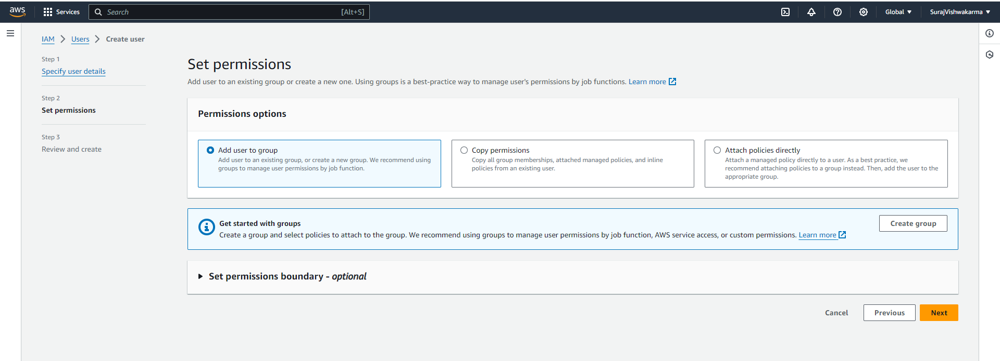 aws Services Search [Alt+S] Global SurajVishwakarma
IAM > Users > Create user
Step 1
Specify user details
Step 2
Set permissions
Step 3
Review and create
Set permissions
Add user to an existing group or create a new one. Using groups is a best-practice way to manage user's permissions by job functions. Learn more
Permissions options
Add user to group
Add user to an existing group, or create a new group. We recommend using
groups to manage user permissions by job function.
Copy permissions
Copy all group memberships, attached managed policies, and inline
policies from an existing user.
Attach policies directly
Attach a managed policy directly to a user. As a best practice, we
recommend attaching policies to a group instead. Then, add the user to the
appropriate group.
Get started with groups
Create a group and select policies to attach to the group. We recommend using groups to manage user permissions by job function, AWS service access, or custom permissions. Learn more
Create group
Set permissions boundary - optional
Cancel Previous Next